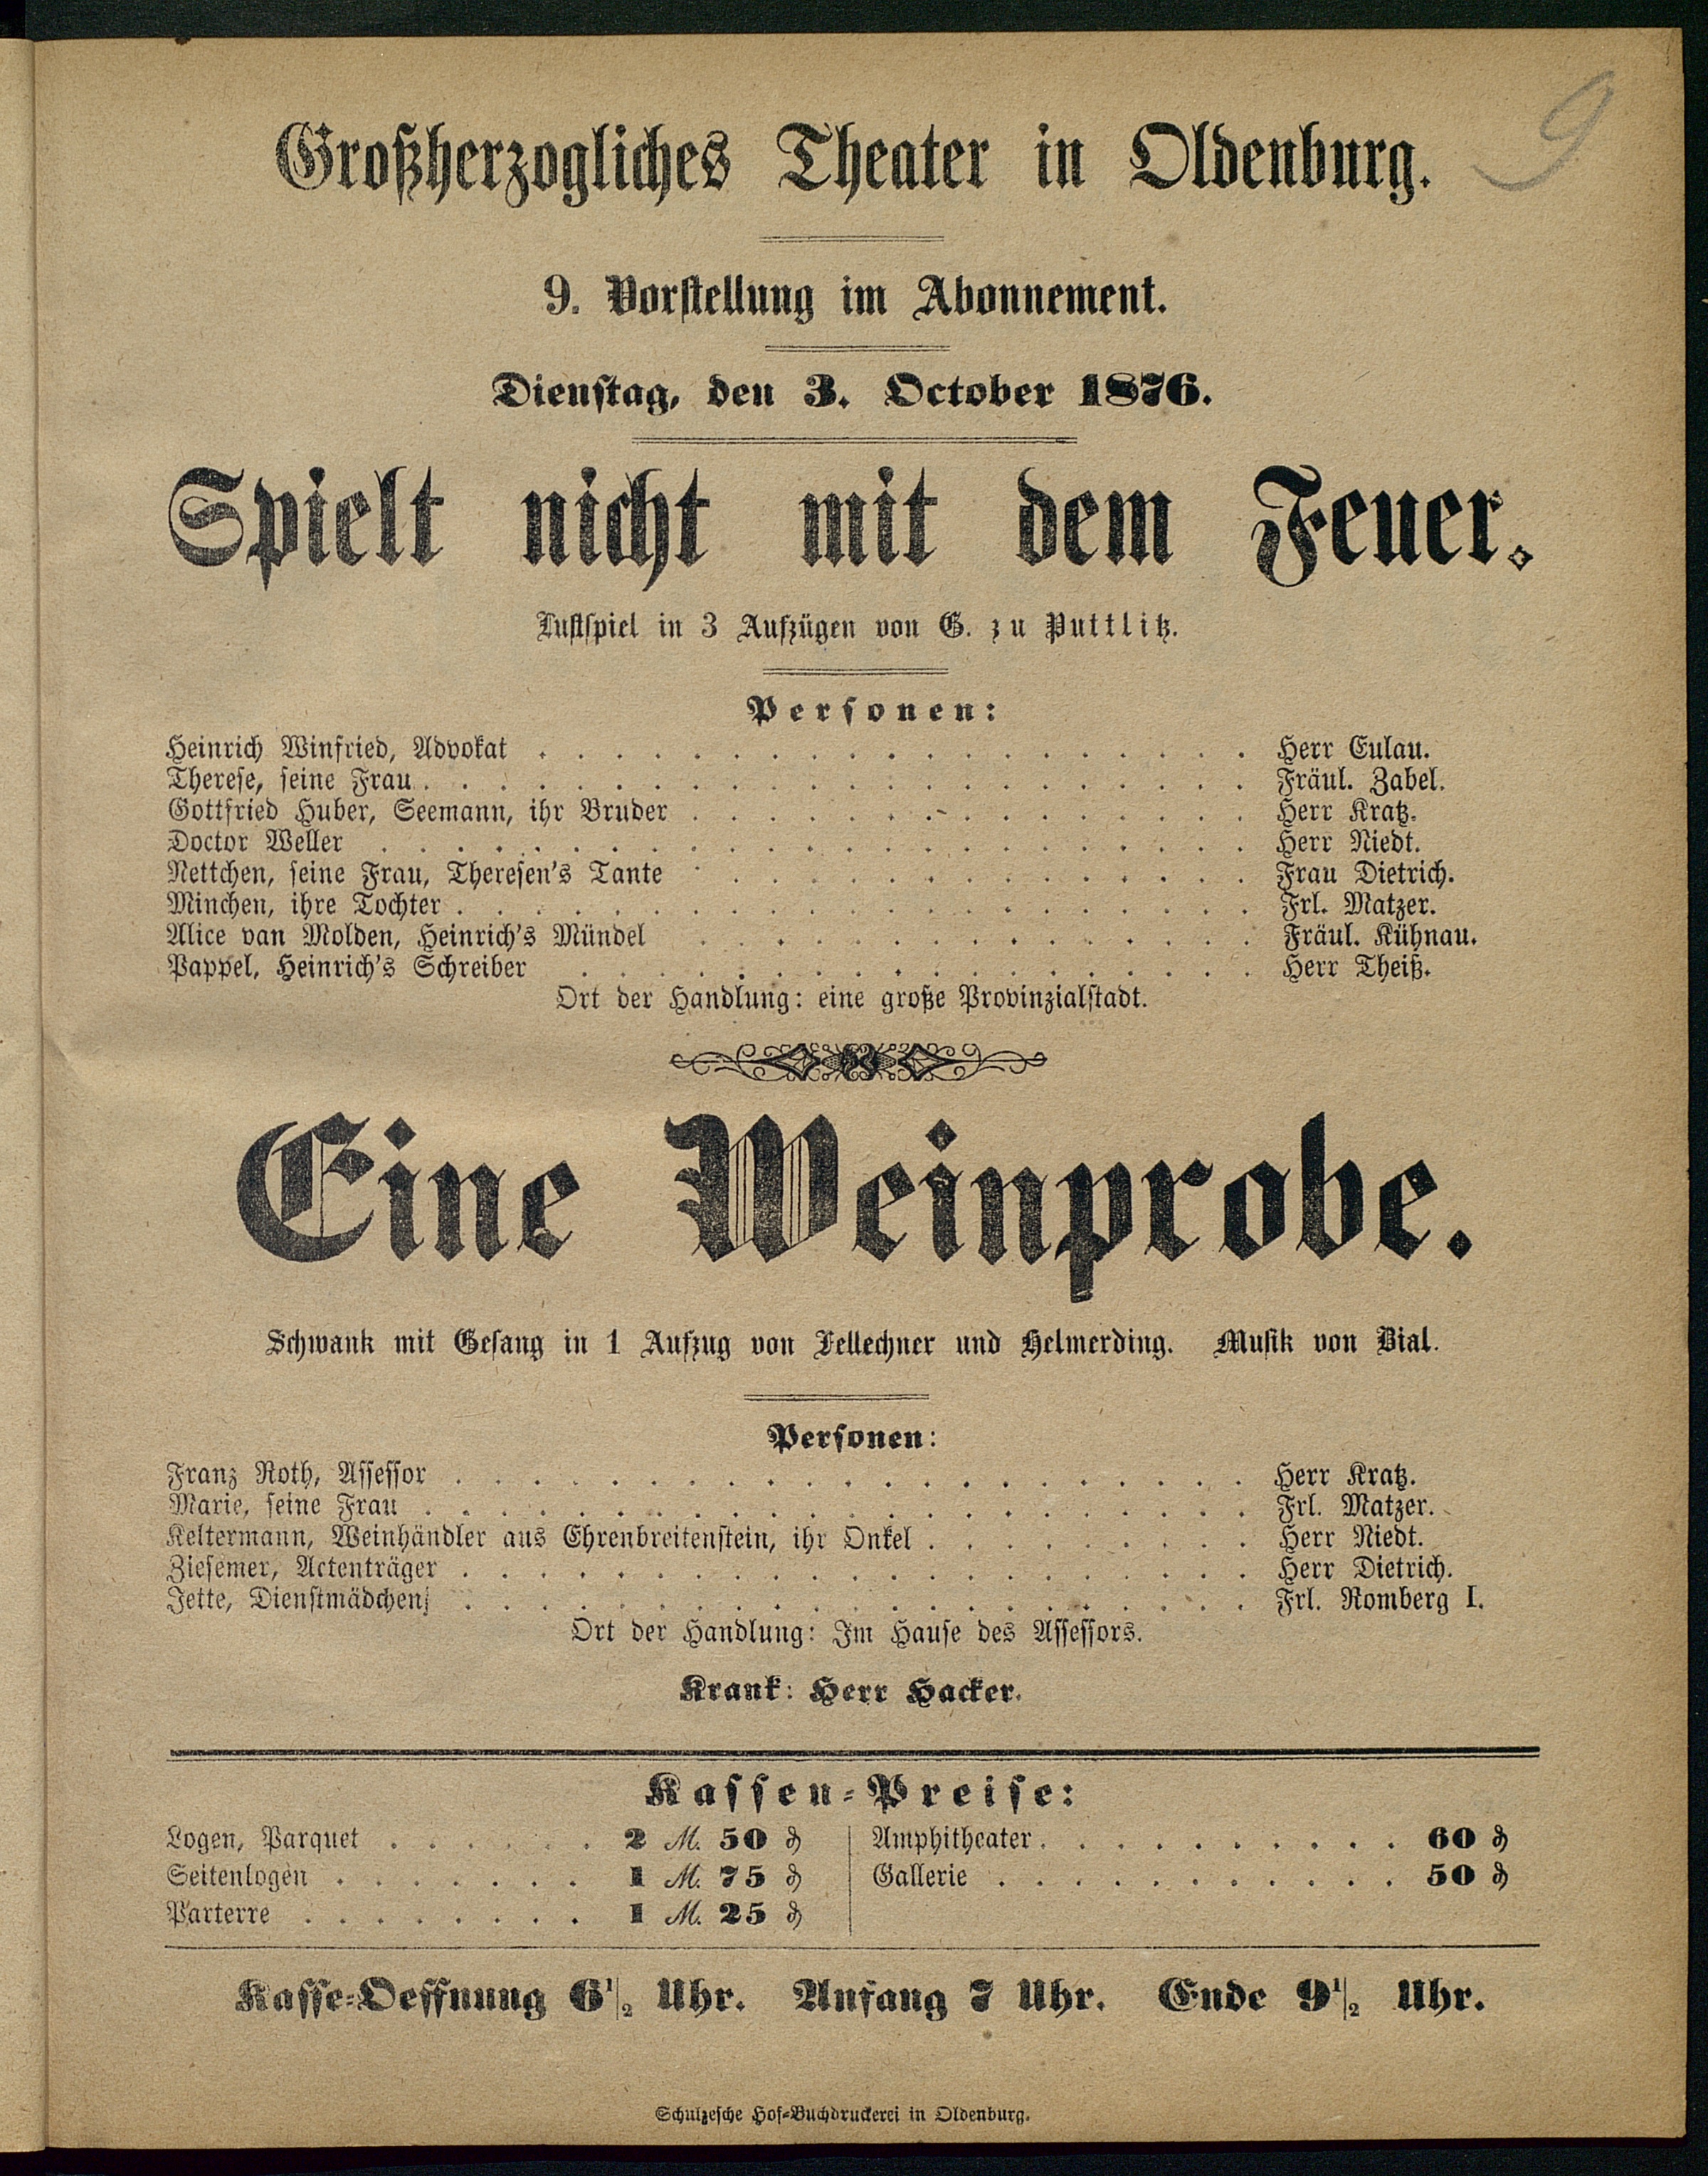 9
Großherzogliches Theater in Oldenburg.
9. Vorstellung im Abonnement.
Dienstag, den 3. October 1876.
Spielt nicht mit dem Feuer.
Lustspiel in 3 Aufzügen von G. zu Puttlitz.
Personen:
Heinrich Winfried, Advokat . . . . . . . . . . Herr Eulau.
Therese, seine Frau . . . . . . . . . . Fräul. Zabel.
Gottfried Huber, Seemann, ihr Bruder . . . . . . . . . . Herr Kratz.
Doctor Weller . . . . . . . . . . Herr Niedt.
Nettchen, seine Frau, Theresen's Tante . . . . . . . . . . Frau Dietrich.
Minchen, ihre Tochter . . . . . . . . . . Frl. Matzer.
Alice van Molden, Heinrich's Mündel . . . . . . . . . . Fräul. Kühnau.
Pappel, Heinrich's Schreiber . . . . . . . . . . Herr Theiß.
Ort der Handlung: eine große Provinzialstadt.
Eine Weinprobe.
Schwank mit Gesang in 1 Aufzug von Fellechner und Helmerding. Musik von Bial.
Personen:
Franz Roth, Assessor . . . . . . . . . . Herr Kratz.
Marie, seine Frau . . . . . . . . . . Frl. Matzer.
Keltermann, Weinhändler aus Ehrenbreitenstein, ihr Onkel . . . . . . . . . Herr Niedt.
Ziesemer, Actenträger . . . . . . . . . . Herr Dietrich.
Jette, Dienstmädchen . . . . . . . . . . Frl. Romberg I.
Ort der Handlung: Im Hause des Assessors.
Krank: Herr Hacker.
Kassen-Preise:
Logen, Parquet . . . . . . 2 M. 50 ₰
Seitenlogen . . . . . . . 1 M. 75 ₰
Parterre . . . . . . . . 1 M. 25 ₰
Amphitheater . . . . . . . . . . 60 ₰
Gallerie . . . . . . . . . . . 50 ₰
Kasse-Oeffnung 6 1/2 Uhr. Anfang 7 Uhr. Ende 9 1/2 Uhr.
Schulzesche Hof-Buchdruckerei in Oldenburg.